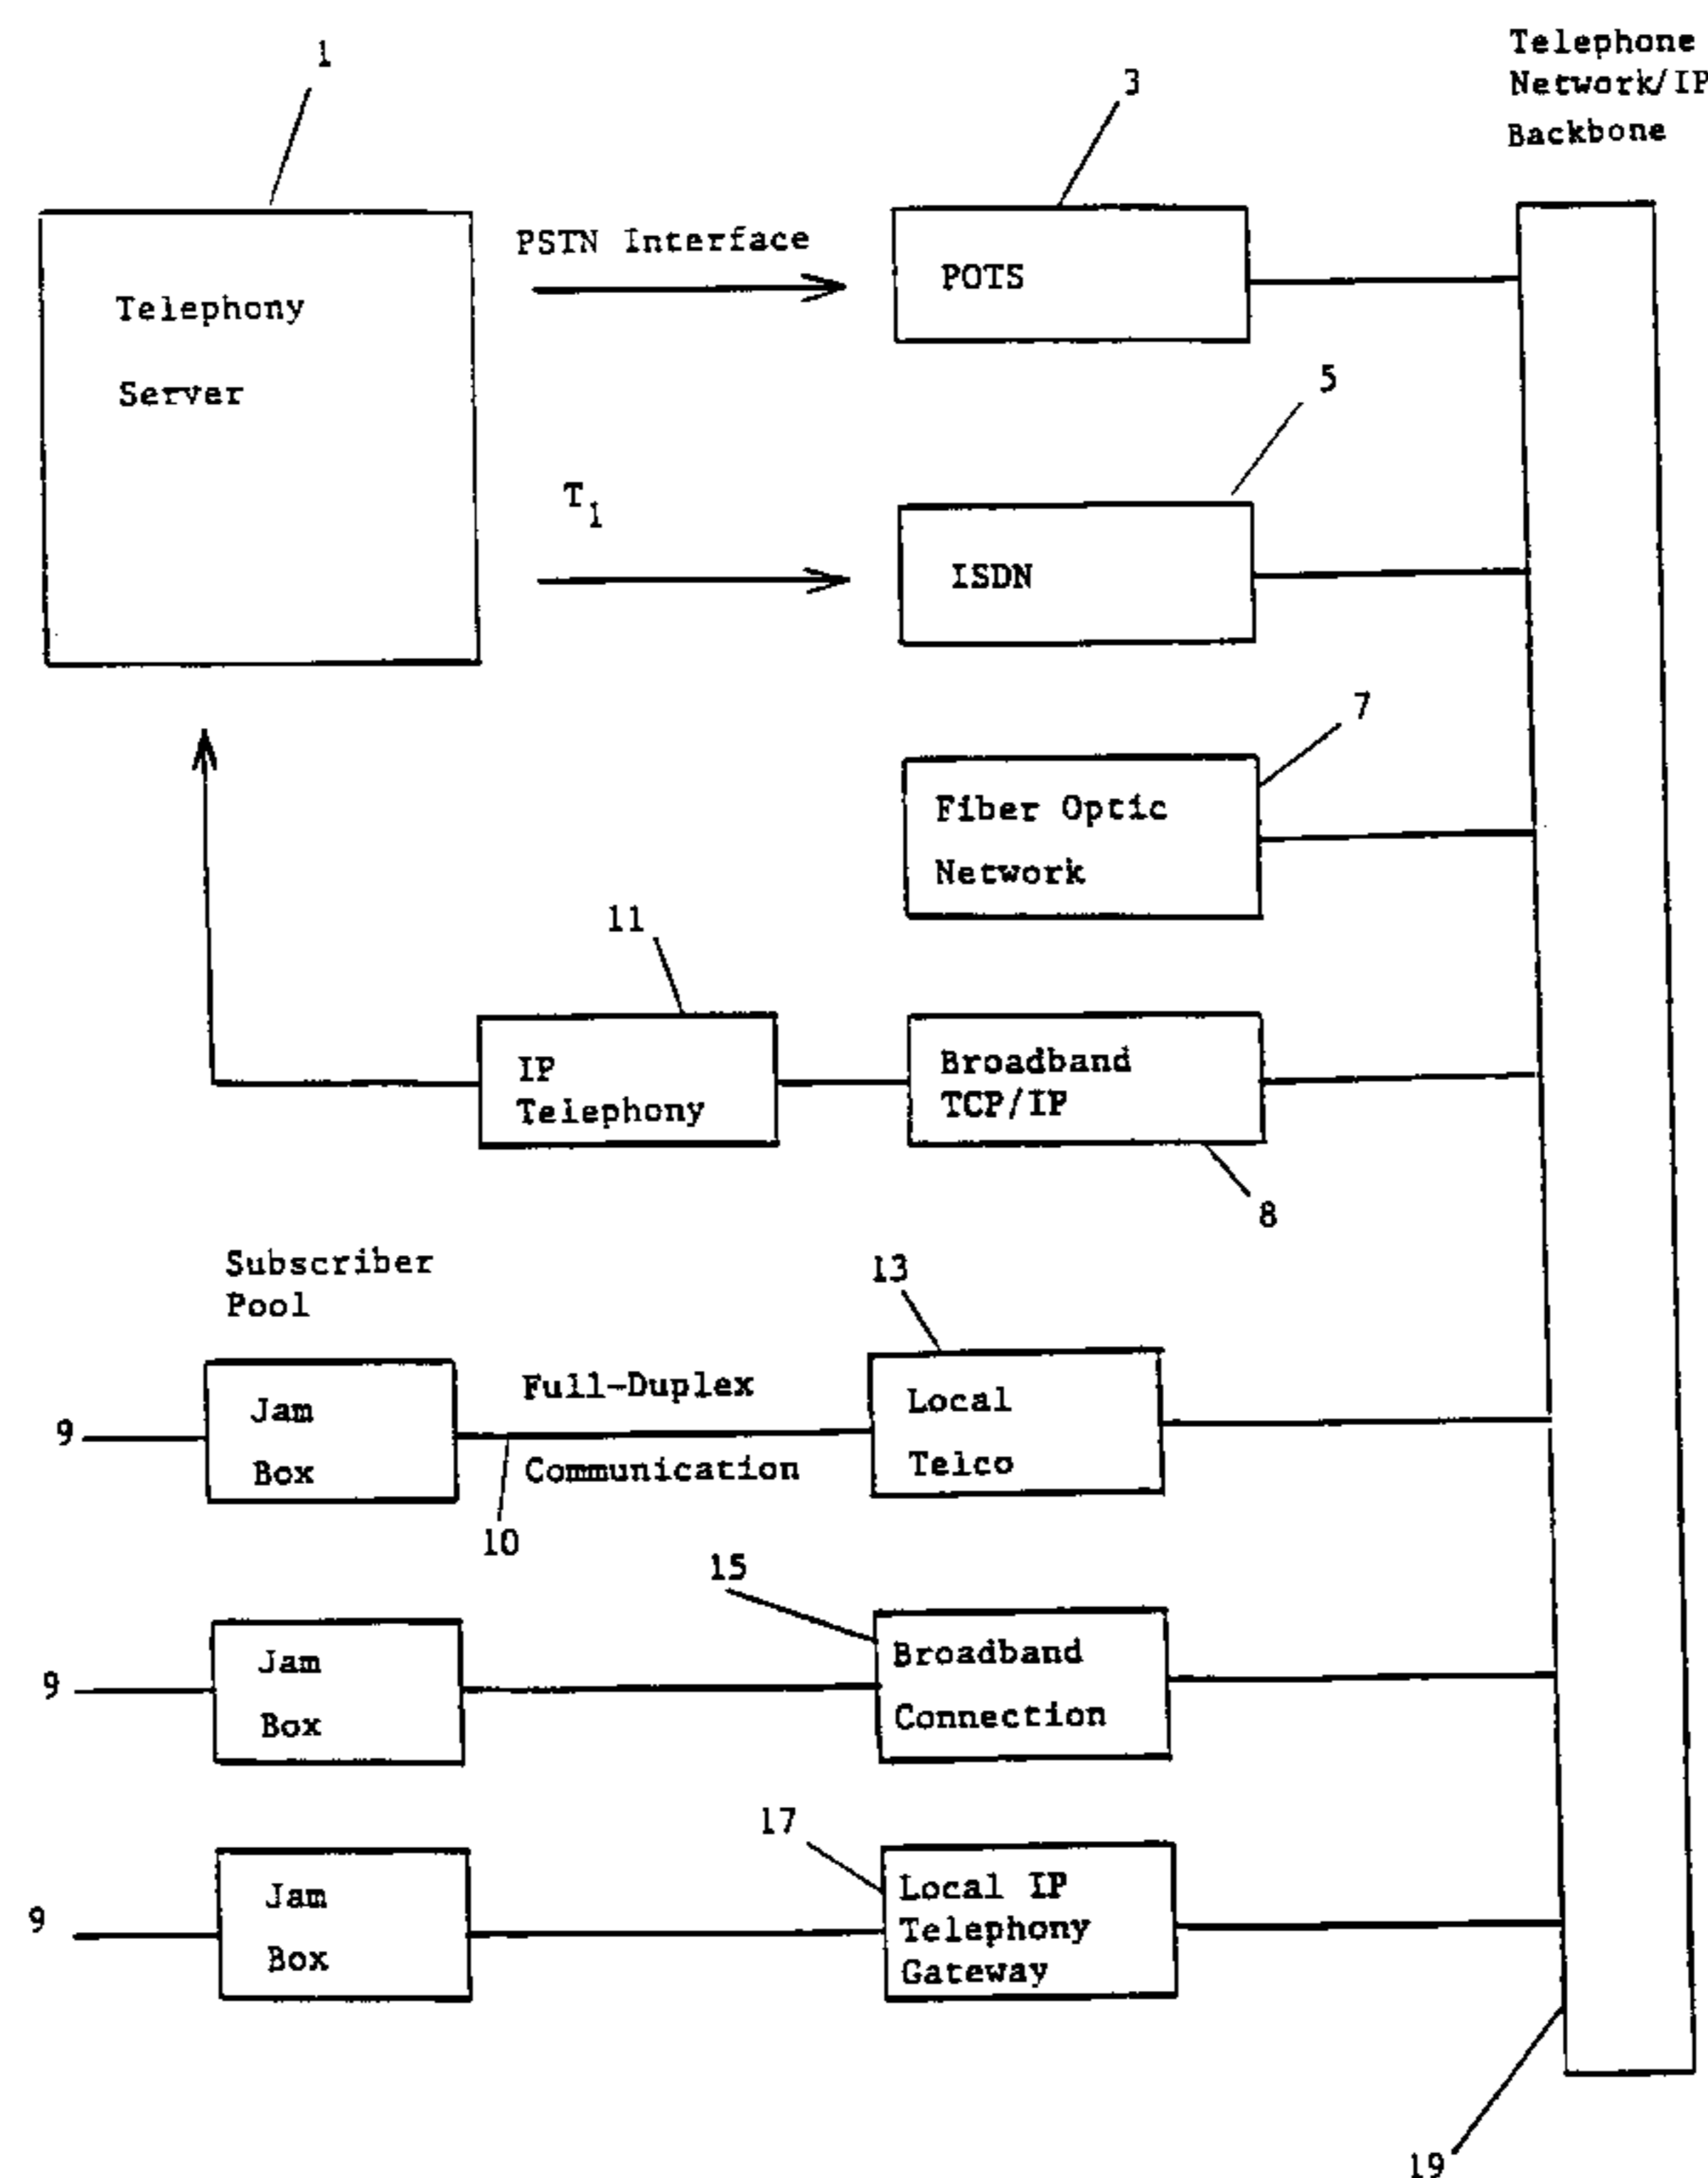 Telephone
Network/IP
Backbone
1
3
PSTN Interface
POTS
Telephony
Server
5
T1
ISDN
7
Fiber Optic
Network
11
IP
Telephony
Broadband
TCP/IP
8
Subscriber
Pool
13
9
Jam
Box
Full-Duplex
Communication
10
Local
Telco
15
9
Jam
Box
Broadband
Connection
17
9
Jam
Box
Local IP
Telephony
Gateway
19